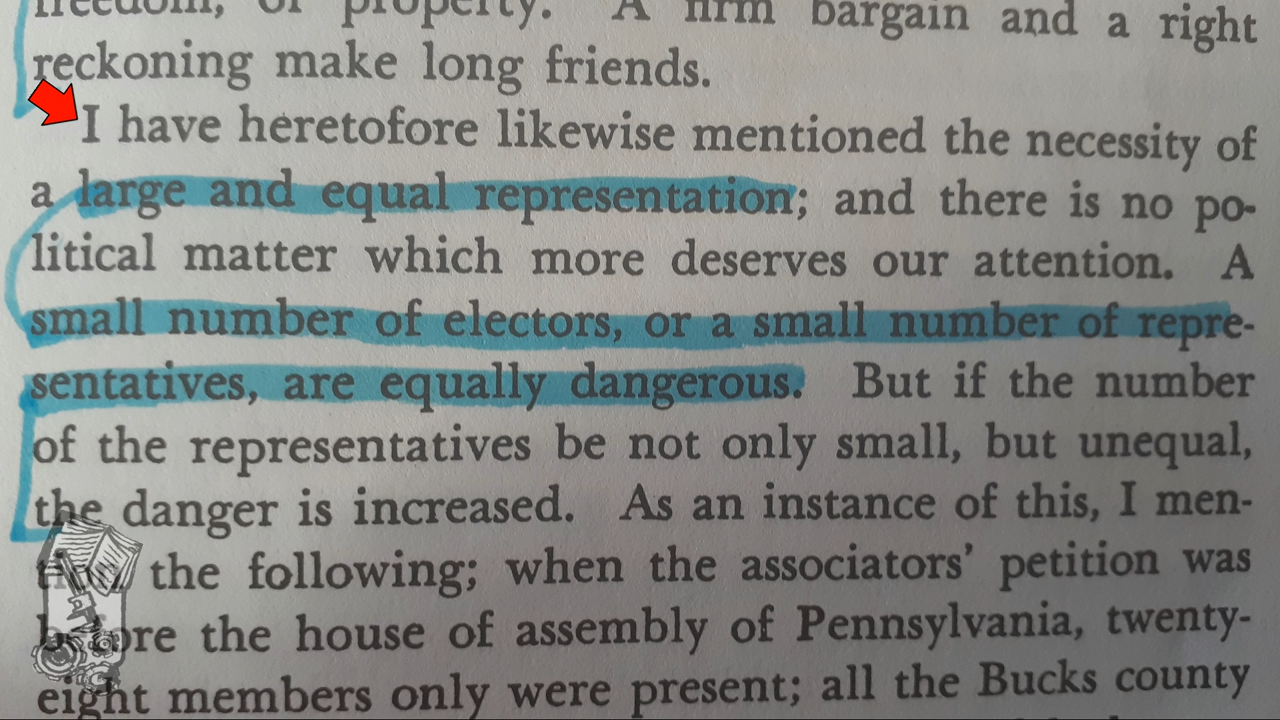 freedom, or property. A firm bargain and a right
reckoning make long friends.
I have heretofore likewise mentioned the necessity of
a large and equal representation; and there is no po-
litical matter which more deserves our attention. A
small number of electors, or a small number of repre-
sentatives, are equally dangerous. But if the number
of the representatives be not only small, but unequal,
the danger is increased. As an instance of this, I men-
tion the following; when the associators' petition was
before the house of assembly of Pennsylvania, twenty-
eight members only were present; all the Bucks county